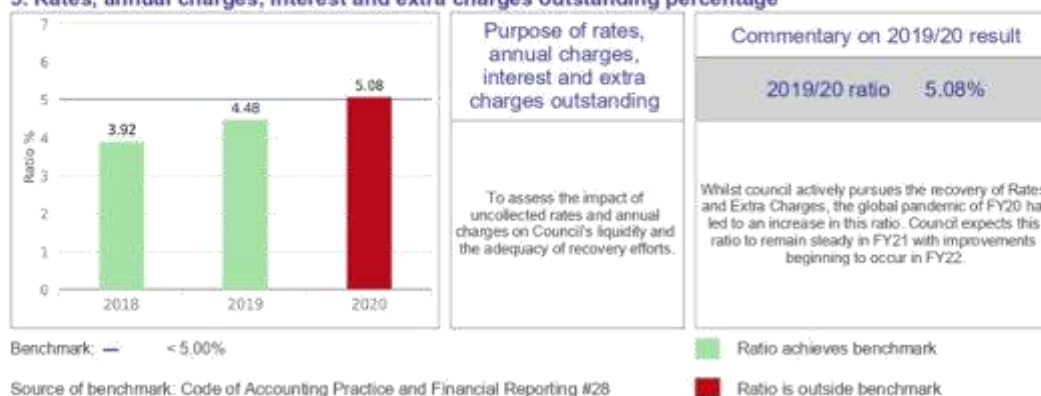 5. Rates, annual charges, interest and extra charges outstanding percentage
7
6
5
4
3
2
1
0
Ratio %
3.92
4.48
5.08
2018
2019
2020
Purpose of rates,
annual charges,
interest and extra
charges outstanding
To assess the impact of
uncollected rates and annual
charges on Council's liquidity and
the adequacy of recovery efforts.
Commentary on 2019/20 result
2019/20 ratio 5.08%
Whilst council actively pursues the recovery of Rates
and Extra Charges, the global pandemic of FY20 ha
led to an increase in this ratio. Council expects this
ratio to remain steady in FY21 with improvements
beginning to occur in FY22.
Benchmark: — < 5.00%
Source of benchmark: Code of Accounting Practice and Financial Reporting #28
Ratio achieves benchmark
Ratio is outside benchmark